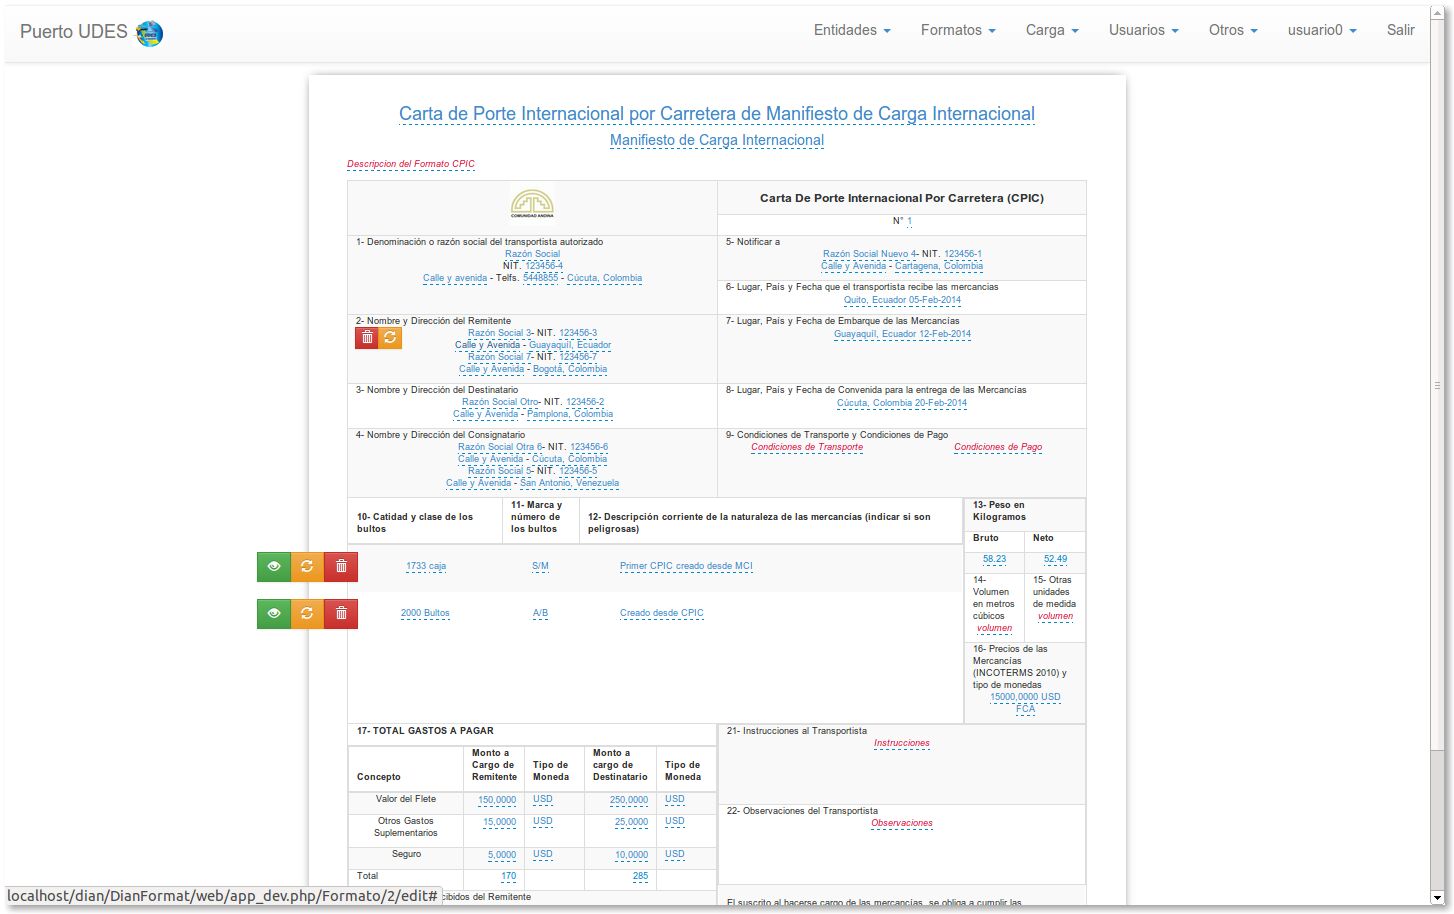 Puerto UDES
Entidades Formatos Carga Usuarios Otros usuario0 Salir
Carta de Porte Internacional por Carretera de Manifiesto de Carga Internacional
Manifiesto de Carga Internacional
Descripcion del Formato CPIC
COMUNIDAD ANDINA
Carta De Porte Internacional Por Carretera (CPIC)
N° 1
1- Denominación o razón social del transportista autorizado
Razón Social
NIT. 123456-4
Calle y avenida - Telfs. 5448855 - Cúcuta, Colombia
5- Notificar a
Razón Social Nuevo 4- NIT. 123456-1
Calle y Avenida - Cartagena, Colombia
6- Lugar, País y Fecha que el transportista recibe las mercancias
Quito, Ecuador 05-Feb-2014
2- Nombre y Dirección del Remitente
Razón Social 3- NIT. 123456-3
Calle y Avenida - Guayaquíl, Ecuador
Razón Social 7- NIT. 123456-7
Calle y Avenida - Bogotá, Colombia
7- Lugar, País y Fecha de Embarque de las Mercancías
Guayaquíl, Ecuador 12-Feb-2014
3- Nombre y Dirección del Destinatario
Razón Social Otro- NIT. 123456-2
Calle y Avenida - Pamplona, Colombia
8- Lugar, País y Fecha de Convenida para la entrega de las Mercancías
Cúcuta, Colombia 20-Feb-2014
4- Nombre y Dirección del Consignatario
Razón Social Otra 6- NIT. 123456-6
Calle y Avenida - Cúcuta, Colombia
Razón Social 5- NIT. 123456-5
Calle y Avenida - San Antonio, Venezuela
9- Condiciones de Transporte y Condiciones de Pago
Condiciones de Transporte Condiciones de Pago
10- Catidad y clase de los
bultos
11- Marca y
número de
los bultos
12- Descripción corriente de la naturaleza de las mercancías (indicar si son
peligrosas)
13- Peso en
Kilogramos
Bruto Neto
58.23 52.49
1733 caja S/M Primer CPIC creado desde MCI
2000 Bultos A/B Creado desde CPIC
14-
Volumen
en metros
cúbicos
volumen
15- Otras
unidades
de medida
volumen
16- Precios de las
Mercancías
(INCOTERMS 2010) y
tipo de monedas
15000,0000 USD
FCA
17- TOTAL GASTOS A PAGAR
Concepto
Monto a
Cargo de
Remitente
Tipo de
Moneda
Monto a
cargo de
Destinatario
Tipo de
Moneda
Valor del Flete 150,0000 USD 250,0000 USD
Otros Gastos
Suplementarios
15,0000 USD 25,0000 USD
Seguro 5,0000 USD 10,0000 USD
Total 170 285
21- Instrucciones al Transportista
Instrucciones
22- Observaciones del Transportista
Observaciones
cibidos del Remitente
El suscrito al hacerse cargo de las mercancías, se obliga a cumplir las
localhost/dian/DianFormat/web/app_dev.php/Formato/2/edit#